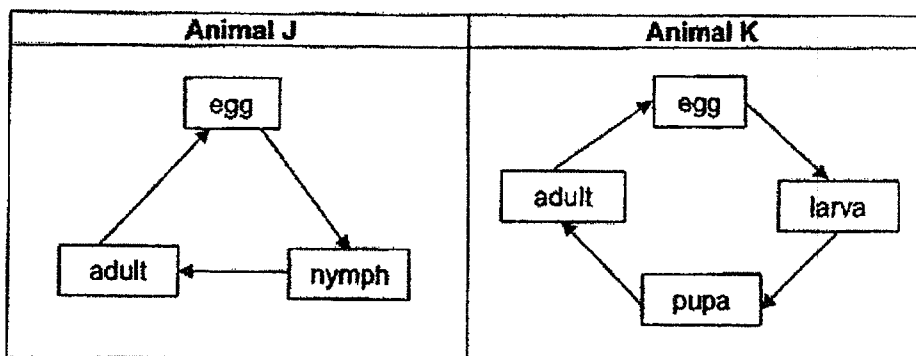 Animal J
Animal K
egg
adult
nymph
egg
adult
larva
pupa